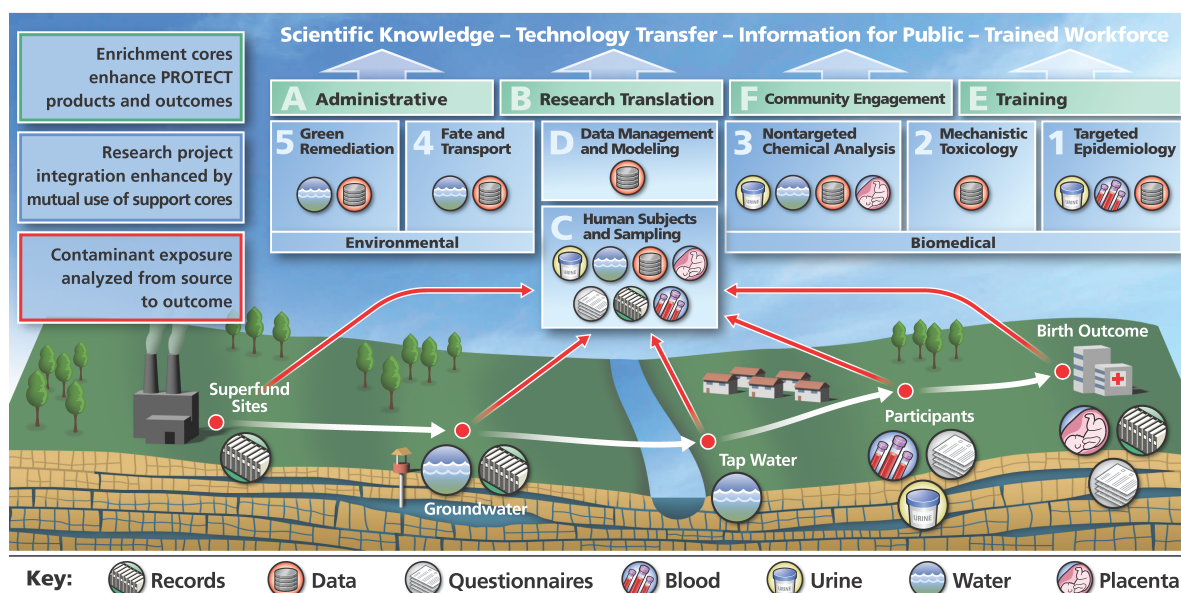 Scientific Knowledge – Technology Transfer – Information for Public – Trained Workforce
Enrichment cores
enhance PROTECT
products and outcomes
Research project
integration enhanced by
mutual use of support cores
Contaminant exposure
analyzed from source
to outcome
A Administrative
B Research Translation
F Community Engagement
E Training
5 Green
Remediation
4 Fate and
Transport
Environmental
D Data Management
and Modeling
C Human Subjects
and Sampling
URINE
3 Nontargeted
Chemical Analysis
URINE
2 Mechanistic
Toxicology
1 Targeted
Epidemiology
URINE
Biomedical
Superfund
Sites
Groundwater
Tap Water
Participants
URINE
Birth Outcome
Key:
Records
Data
Questionnaires
Blood
URINE
Urine
Water
Placenta